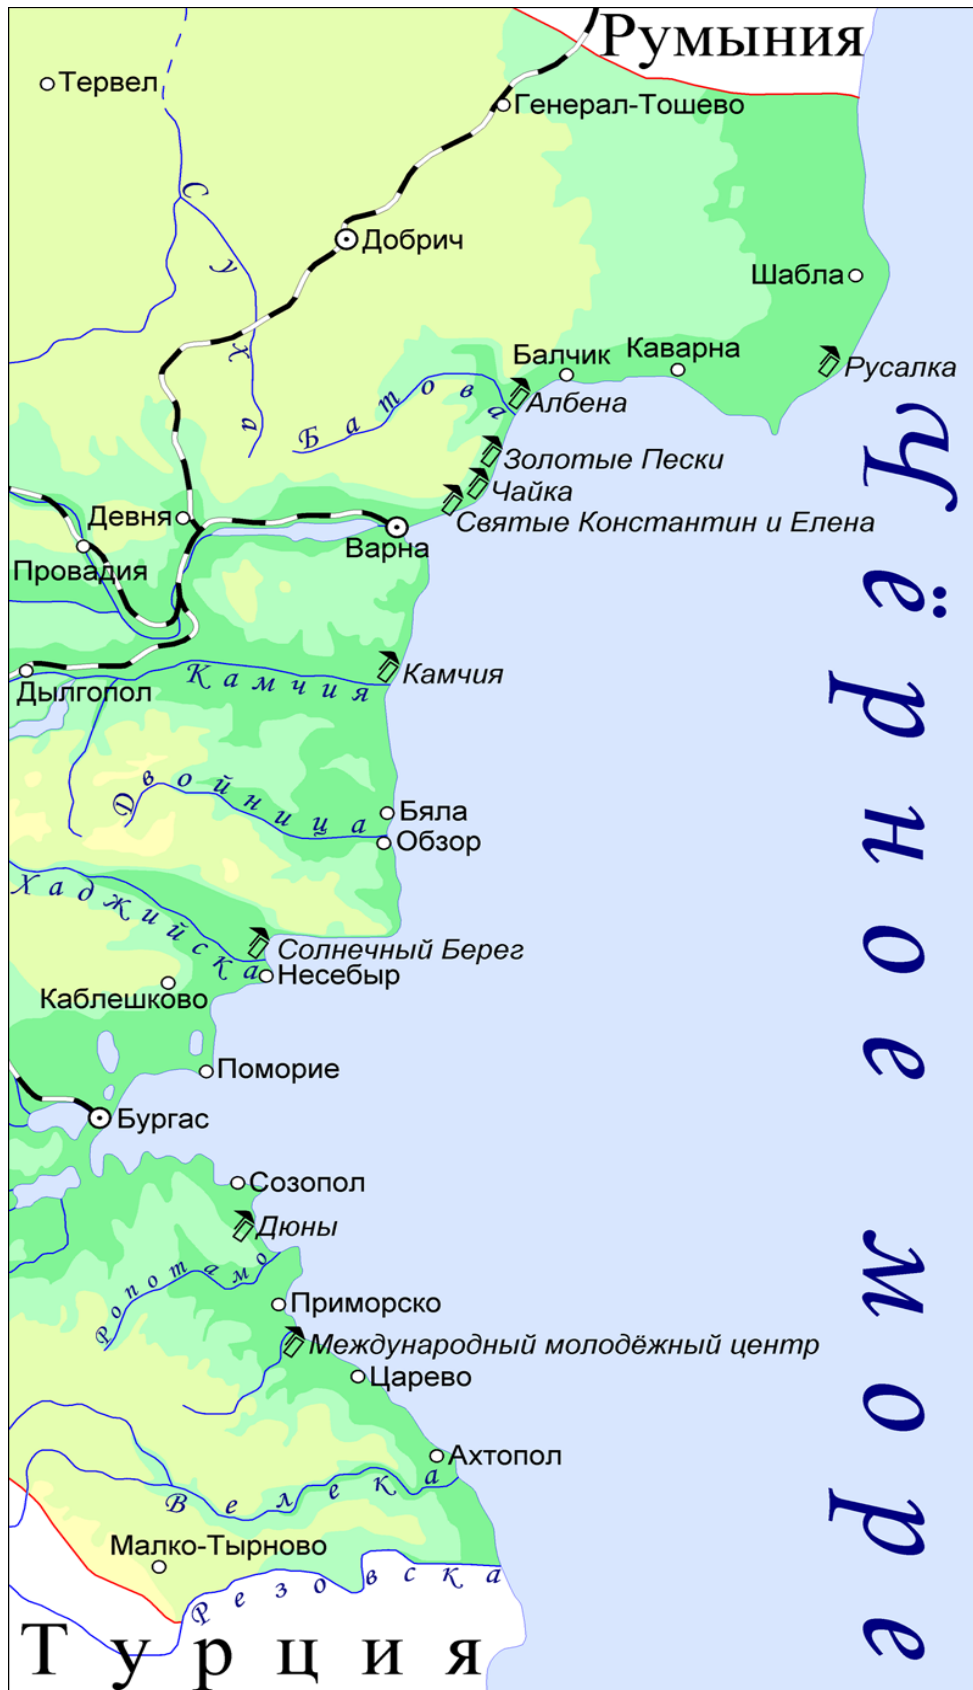 Румыния
Тервел
Генерал-Тошево
Суха
Добрич
Шабла
Балчик
Каварна
Русалка
Албена
Батова
Золотые Пески
Чайка
Святые Константин и Елена
Девня
Варна
Провадия
Камчия
Камчия
Дылгопол
Двойница
Бяла
Обзор
Хаджийска
Солнечный Берег
Несебыр
Каблешково
Поморие
Бургас
Созопол
Дюны
Ропотамо
Приморско
Международный молодёжный центр
Царево
Ахтопол
Велека
Малко-Тырново
Резовска
Турция
Чёрное море